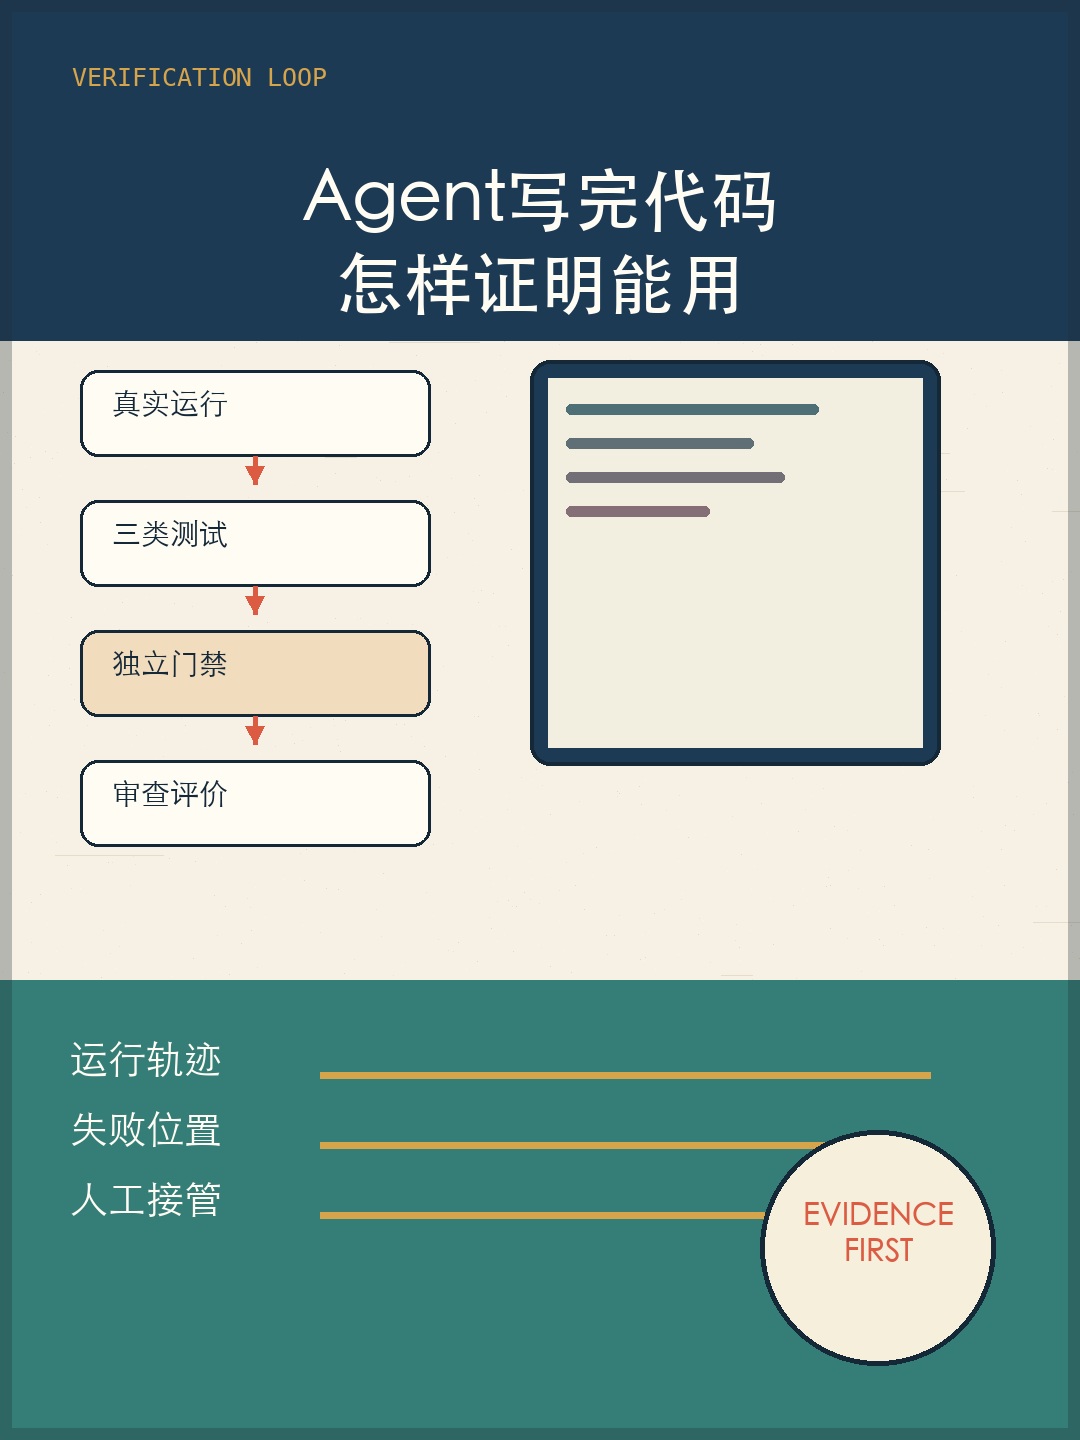 VERIFICATION LOOP
Agent写完代码
怎样证明能用
真实运行
三类测试
独立门禁
审查评价
运行轨迹
失败位置
人工接管
EVIDENCE
FIRST